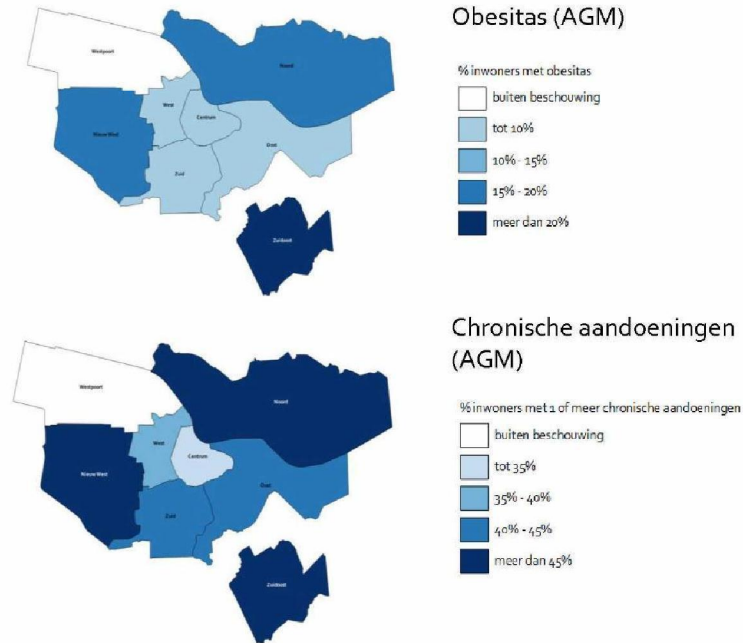 Obesitas (AGM)
% inwoners met obesitas
buiten beschouwing
tot 10%
10% - 15%
15% - 20%
meer dan 20%
Westpoort
Noord
West
Centrum
Nieuw West
Oost
Zuid
Zuidoost
Chronische aandoeningen
(AGM)
% inwoners met 1 of meer chronische aandoeningen
buiten beschouwing
tot 35%
35% - 40%
40% - 45%
meer dan 45%
Westpoort
Noord
West
Centrum
Nieuw West
Oost
Zuid
Zuidoost